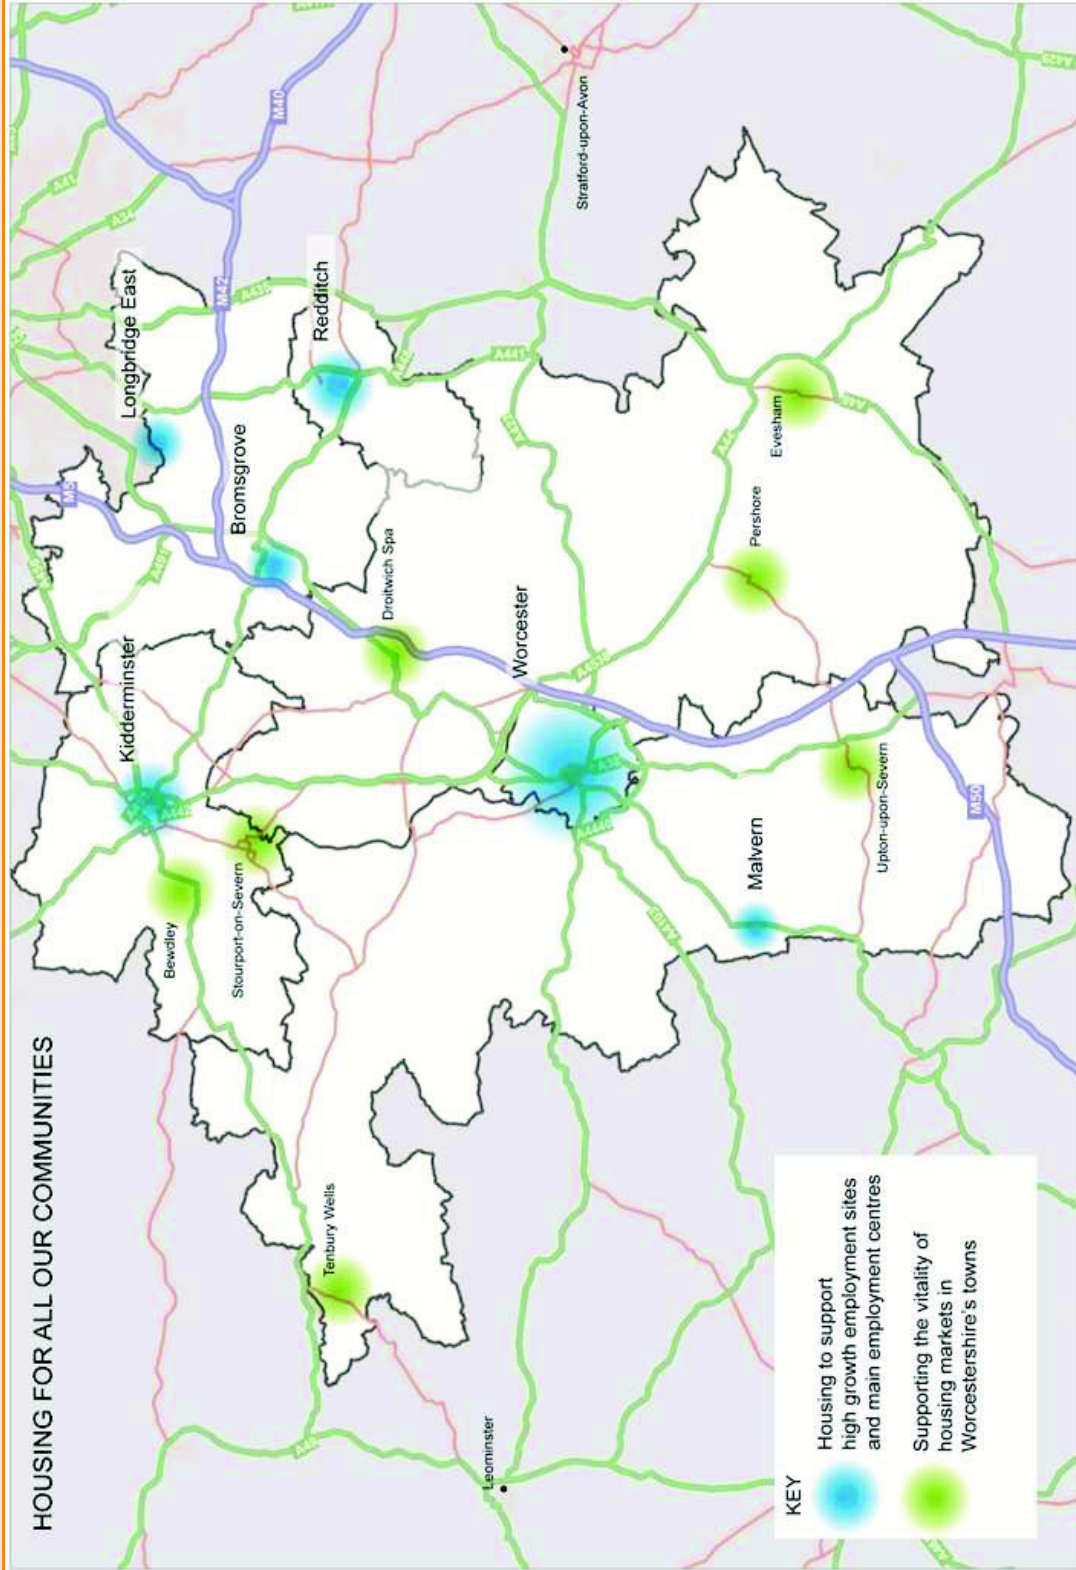 HOUSING FOR ALL OUR COMMUNITIES
Longbridge East
Redditch
Bromsgrove
Kidderminster
Droitwich Spa
Worcester
Bewdley
Stourport-on-Severn
Tenbury Wells
Leominster
Malvern
Upton-upon-Severn
Pershore
Evesham
Stratford-upon-Avon
M5
M42
M40
M50
A41
A34
A435
A441
A422
A44
A46
A442
A38
A4440
A4103
A49
A429
A491
KEY
Housing to support
high growth employment sites
and main employment centres
Supporting the vitality of
housing markets in
Worcestershire's towns